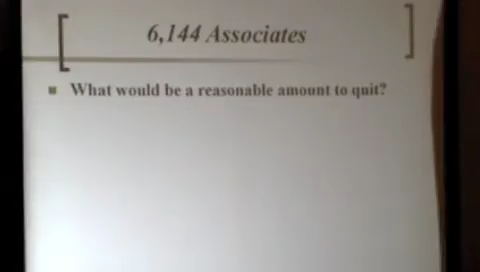 6,144 Associates
What would be a reasonable amount to quit?